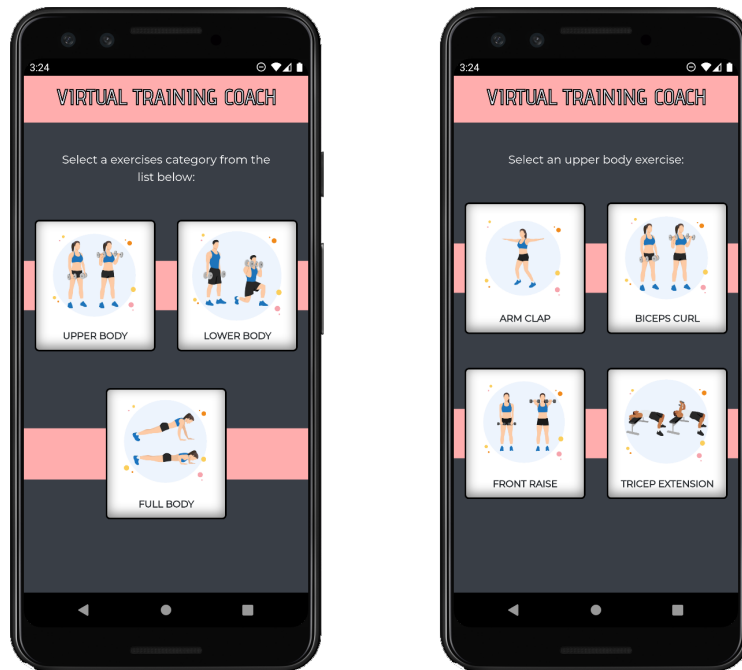 3:24
VIRTUAL TRAINING COACH
Select a exercises category from the
list below:
UPPER BODY
LOWER BODY
FULL BODY
3:24
VIRTUAL TRAINING COACH
Select an upper body exercise:
ARM CLAP
BICEPS CURL
FRONT RAISE
TRICEP EXTENSION